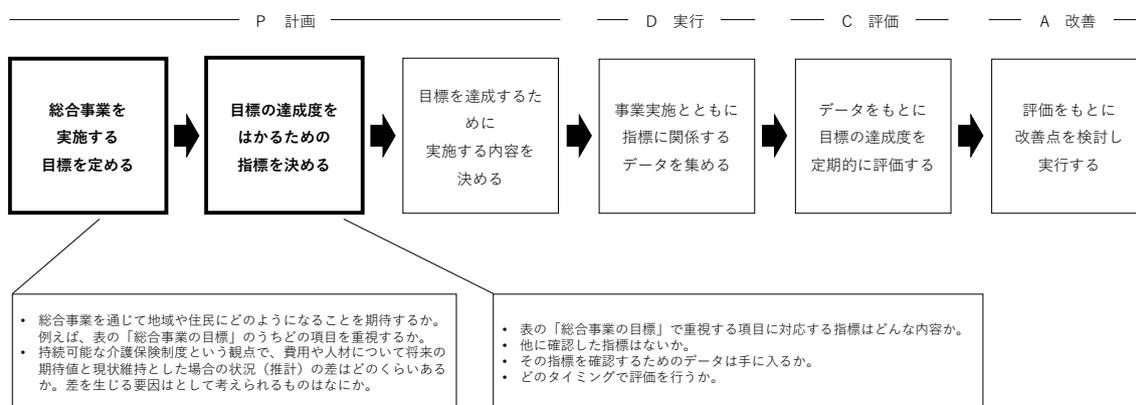 P 計画
D 実行
C 評価
A 改善
総合事業を
実施する
目標を定める
目標の達成度を
はかるための
指標を決める
目標を達成するた
めに
実施する内容を
決める
事業実施とともに
指標に関係する
データを集める
データをもとに
目標の達成度を
定期的に評価する
評価をもとに
改善点を検討し
実行する
• 総合事業を通じて地域や住民にどのようになることを期待するか。
例えば、表の「総合事業の目標」のうちどの項目を重視するか。
• 持続可能な介護保険制度という観点で、費用や人材について将来の
期待値と現状維持とした場合の状況（推計）の差はどのくらいある
か。差を生じる要因はとして考えられるものはなにか。
• 表の「総合事業の目標」で重視する項目に対応する指標はどんな内容か。
• 他に確認した指標はないか。
• その指標を確認するためのデータは手に入るか。
• どのタイミングで評価を行うか。